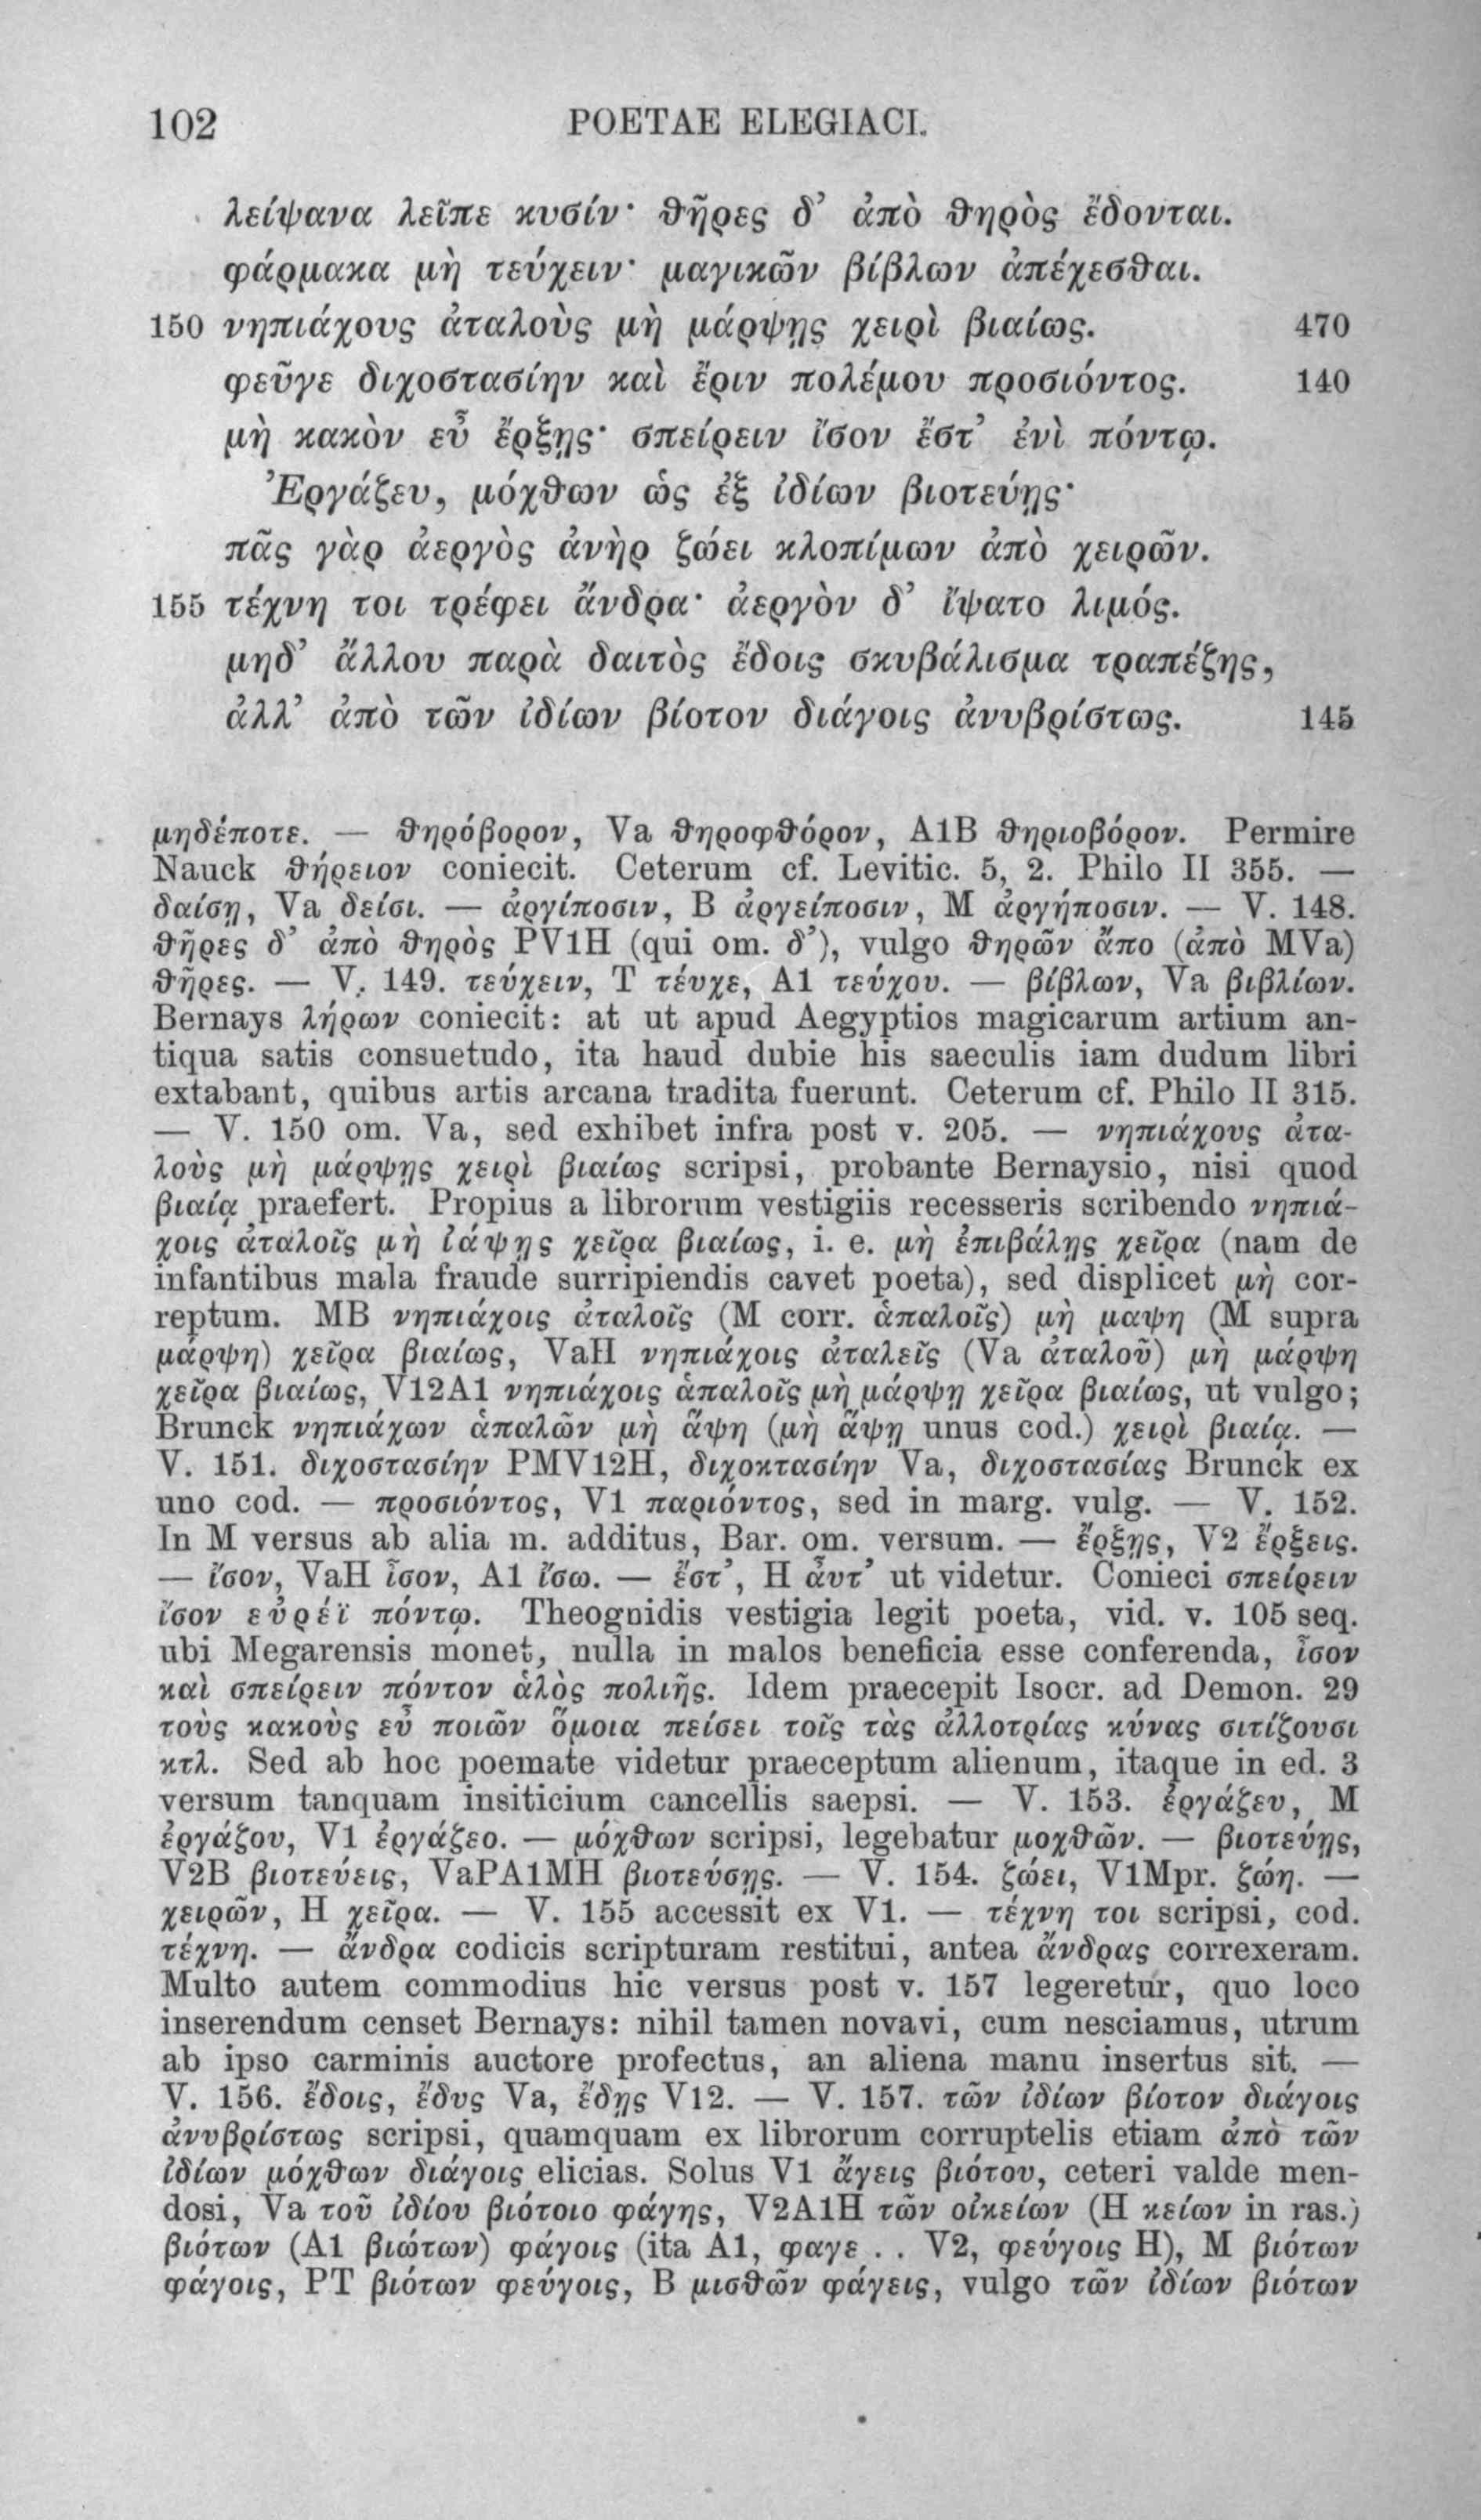 102 POETAE ELEGIACI.
λείψανα λεῖπε κυσίν· θῆρες δ’ ἀπὸ θηρὸς ἔδονται.
φάρμακα μὴ τεύχειν· μαγικῶν βίβλων ἀπέχεσθαι.
150 νηπιάχους ἀταλοὺς μὴ μάρψῃς χειρὶ βιαίως. 470
φεῦγε διχοστασίην καὶ ἔριν πολέμου προσιόντος. 140
μὴ κακὸν εὖ ἔρξῃς· σπείρειν ἴσον ἔστ’ ἐνὶ πόντῳ.
Ἐργάζευ, μόχθων ὡς ἐξ ἰδίων βιοτεύῃς·
πᾶς γὰρ ἀεργὸς ἀνὴρ ζώει κλοπίμων ἀπὸ χειρῶν.
155 τέχνη τοι τρέφει ἄνδρα· ἀεργὸν δ’ ἴψατο λιμός.
μηδ’ ἄλλου παρὰ δαιτὸς ἔδοις σκυβάλισμα τραπέζης,
ἀλλ’ ἀπὸ τῶν ἰδίων βίοτον διάγοις ἀνυβρίστως. 145
μηδέποτε. — θηρόβορον, Va θηροφθόρον, A1B θηριοβόρον. Permire
Nauck θήρειον coniecit. Ceterum cf. Levitic. 5, 2. Philo II 355. —
δαίσῃ, Va δείσι. — ἀργίποσιν, B ἀργείποσιν, M ἀργήποσιν. — V. 148.
θῆρες δ’ ἀπὸ θηρὸς PV1H (qui om. δ’), vulgo θηρῶν ἄπο (ἀπὸ MVa)
θῆρες. — V. 149. τεύχειν, T τέυχε, A1 τεύχου. — βίβλων, Va βιβλίων.
Bernays λήρων coniecit: at ut apud Aegyptios magicarum artium an-
tiqua satis consuetudo, ita haud dubie his saeculis iam dudum libri
extabant, quibus artis arcana tradita fuerunt. Ceterum cf. Philo II 315.
— V. 150 om. Va, sed exhibet infra post v. 205. — νηπιάχους ἀτα-
λοὺς μὴ μάρψῃς χειρὶ βιαίως scripsi, probante Bernaysio, nisi quod
βιαίᾳ praefert. Propius a librorum vestigiis recesseris scribendo νηπιά-
χοις ἀταλοῖς μὴ ἰάψῃς χεῖρα βιαίως, i. e. μὴ ἐπιβάλῃς χεῖρα (nam de
infantibus mala fraude surripiendis cavet poeta), sed displicet μὴ cor-
reptum. MB νηπιάχοις ἀταλοῖς (M corr. ἁπαλοῖς) μὴ μαψη (M supra
μάρψη) χεῖρα βιαίως, VaH νηπιάχοις ἀταλεῖς (Va ἀταλοῦ) μὴ μάρψη
χεῖρα βιαίως, V12A1 νηπιάχοις ἁπαλοῖς μὴ μάρψῃ χεῖρα βιαίως, ut vulgo;
Brunck νηπιάχων ἁπαλῶν μὴ ἅψη (μὴ ἅψῃ unus cod.) χειρὶ βιαίᾳ. —
V. 151. διχοστασίην PMV12H, διχοκτασίην Va, διχοστασίας Brunck ex
uno cod. — προσιόντος, V1 παριόντος, sed in marg. vulg. — V. 152.
In M versus ab alia m. additus, Bar. om. versum. — ἔρξῃς, V2 ἔρξεις.
— ἴσον, VaH ἶσον, A1 ἴσω. — ἔστ’, H ἀυτ’ ut videtur. Conieci σπείρειν
ἴσον εὐρέϊ πόντῳ. Theognidis vestigia legit poeta, vid. v. 105 seq.
ubi Megarensis monet, nulla in malos beneficia esse conferenda, ἶσον
καὶ σπείρειν πόντον ἁλὸς πολιῆς. Idem praecepit Isocr. ad Demon. 29
τοὺς κακοὺς εὖ ποιῶν ὅμοια πείσει τοῖς τὰς ἀλλοτρίας κύνας σιτίζουσι
κτλ. Sed ab hoc poemate videtur praeceptum alienum, itaque in ed. 3
versum tanquam insiticium cancellis saepsi. — V. 153. ἐργάζευ, M
ἐργάζου, V1 ἐργάζεο. — μόχθων scripsi, legebatur μοχθῶν. — βιοτεύῃς,
V2B βιοτεύεις, VaPA1MH βιοτεύσῃς. — V. 154. ζώει, V1Mpr. ζώη. —
χειρῶν, H χεῖρα. — V. 155 accessit ex V1. — τέχνη τοι scripsi, cod.
τέχνη. — ἄνδρα codicis scripturam restitui, antea ἄνδρας correxeram.
Multo autem commodius hic versus post v. 157 legeretur, quo loco
inserendum censet Bernays: nihil tamen novavi, cum nesciamus, utrum
ab ipso carminis auctore profectus, an aliena manu insertus sit. —
V. 156. ἔδοις, ἔδυς Va, ἔδῃς V12. — V. 157. τῶν ἰδίων βίοτον διάγοις
ἀνυβρίστως scripsi, quamquam ex librorum corruptelis etiam ἀπὸ τῶν
ἰδίων μόχθων διάγοις elicias. Solus V1 ἄγεις βιότου, ceteri valde men-
dosi, Va τοῦ ἰδίου βιότοιο φάγης, V2A1H τῶν οἰκείων (H κείων in ras.)
βιότων (A1 βιώτων) φάγοις (ita A1, φαγε . . V2, φεύγοις H), M βιότων
φάγοις, PT βιότων φεύγοις, B μισθῶν φάγεις, vulgo τῶν ἰδίων βιότων